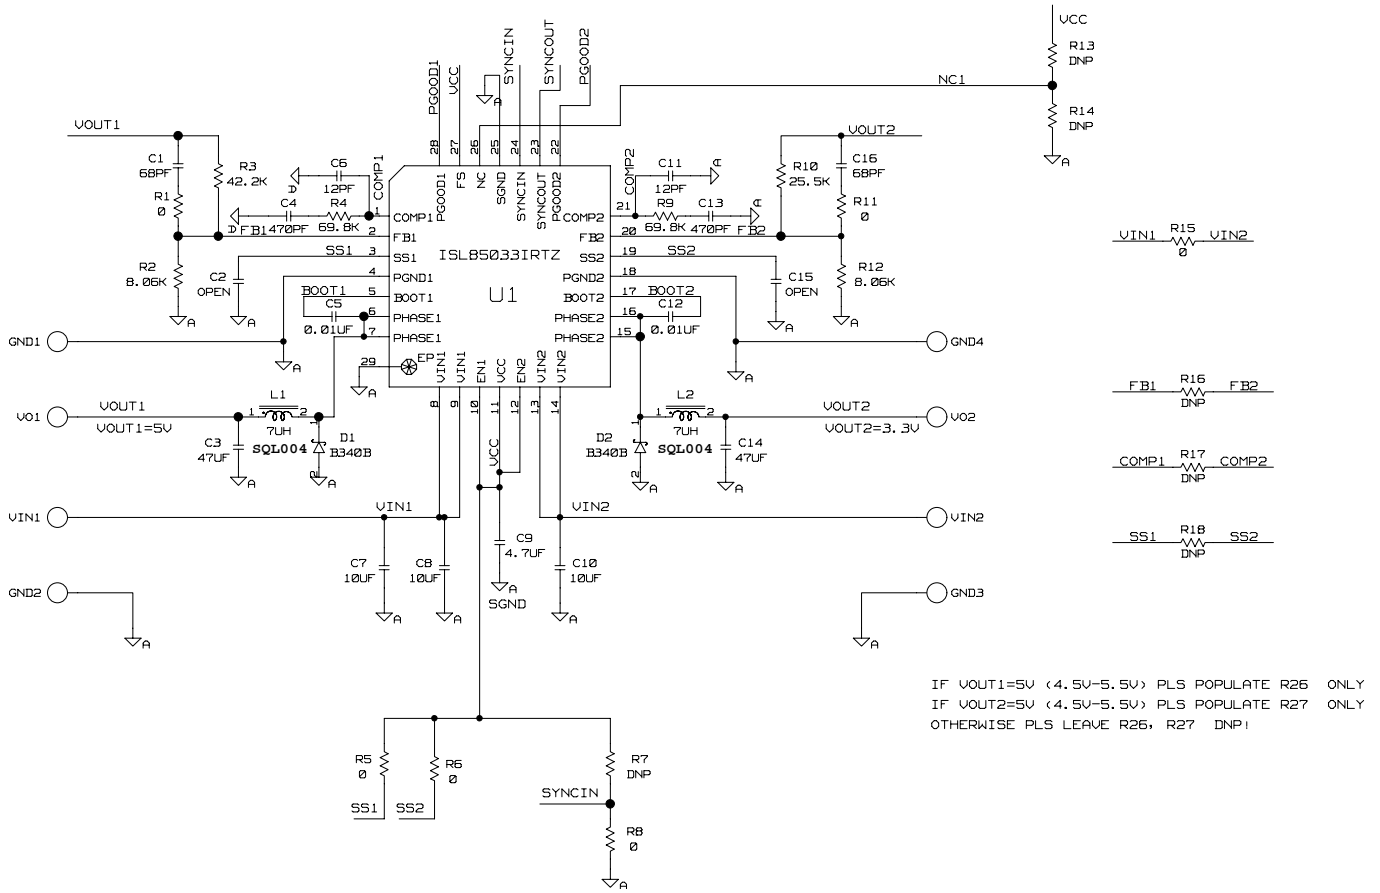 VCC
R13
DNP
NC1
R14
DNP
A
PGOOD1
VCC
A
SYNCIN
SYNCOUT
PGOOD2
28
27
26
25
24
23
22
PGOOD1
FS
NC
SGND
SYNCIN
SYNCOUT
PGOOD2
VOUT1
C1
68PF
R3
42.2K
R1
0
R2
8.06K
A
C6
12PF
A
COMP1
C4
470PF
R4
69.8K
A
FB1
SS1
C2
OPEN
A
BOOT1
C5
0.01UF
1
2
3
4
5
6
7
29
COMP1
FB1
SS1
PGND1
BOOT1
PHASE1
PHASE1
EP
ISL85033IRTZ
U1
COMP2
FB2
SS2
PGND2
BOOT2
PHASE2
PHASE2
21
20
19
18
17
16
15
COMP2
C11
12PF
A
R9
69.8K
C13
470PF
A
FB2
SS2
BOOT2
C12
0.01UF
VOUT2
R10
25.5K
C16
68PF
R11
0
R12
8.06K
A
C15
OPEN
A
VIN1
R15
0
VIN2
GND1
A
A
A
GND4
VIN1
VIN1
EN1
VCC
EN2
VIN2
VIN2
8
9
10
11
12
13
14
VO1
VOUT1
VOUT1=5V
C3
47UF
A
L1
1
2
7UH
SQL004
D1
B340B
1
2
A
VCC
D2
B340B
1
2
A
L2
1
2
7UH
SQL004
C14
47UF
A
VOUT2
VOUT2=3.3V
VO2
FB1
R16
DNP
FB2
COMP1
R17
DNP
COMP2
VIN1
VIN1
VIN2
VIN2
C7
10UF
A
C8
10UF
A
C9
4.7UF
A
SGND
C10
10UF
A
SS1
R18
DNP
SS2
GND2
A
GND3
A
IF VOUT1=5V (4.5V-5.5V) PLS POPULATE R26 ONLY
IF VOUT2=5V (4.5V-5.5V) PLS POPULATE R27 ONLY
OTHERWISE PLS LEAVE R26, R27 DNP!
R5
0
SS1
R6
0
SS2
R7
DNP
SYNCIN
R8
0
A